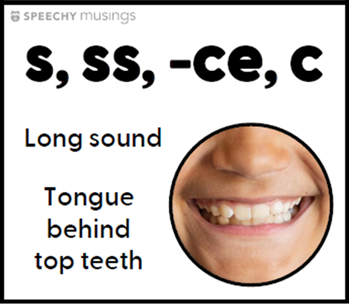 SPEECHY musings
s, ss, -ce, c
Long sound
Tongue
behind
top teeth